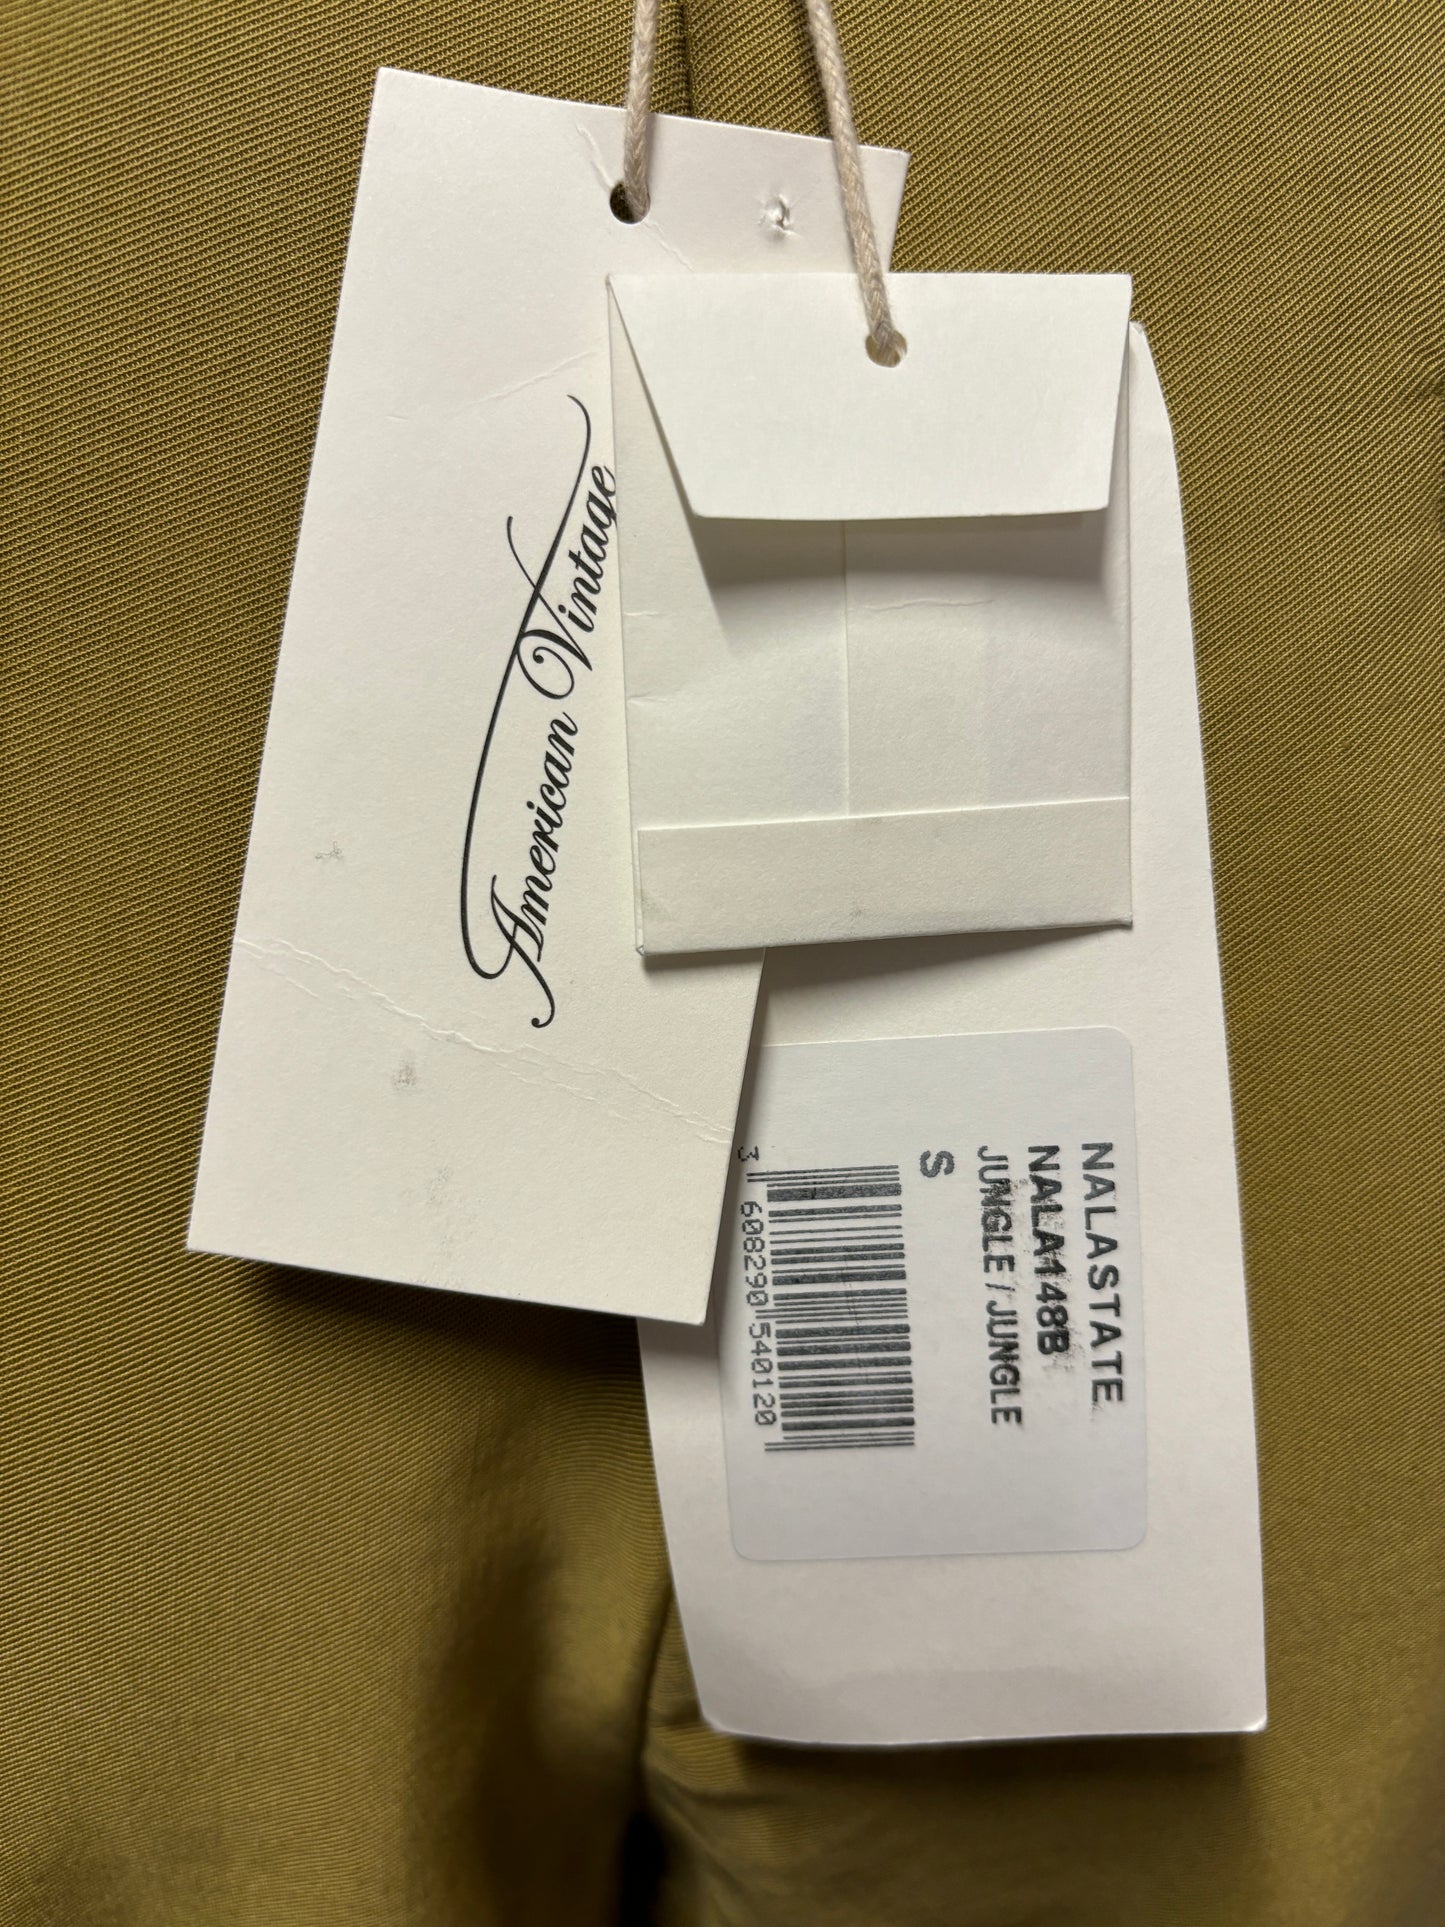 American Vintage
NALASTATE
NALA148B
JUNGLE / JUNGLE
S
3 608290 540120